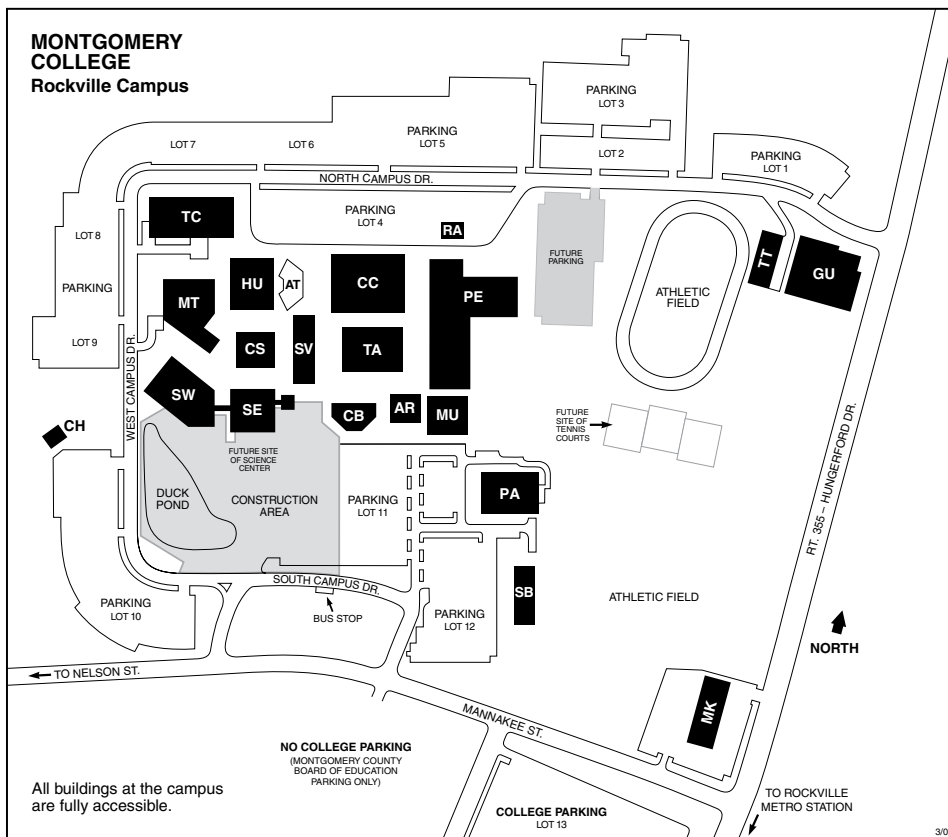 MONTGOMERY
COLLEGE
Rockville Campus
PARKING
LOT 3
LOT 7
LOT 6
PARKING
LOT 5
LOT 2
PARKING
LOT 1
NORTH CAMPUS DR.
TC
PARKING
LOT 4
RA
LOT 8
PARKING
LOT 9
FUTURE
PARKING
TT
GU
HU
AT
CC
PE
MT
ATHLETIC
FIELD
CS
SV
TA
WEST CAMPUS DR.
SW
SE
CB
AR
MU
CH
FUTURE
SITE OF
TENNIS
COURTS
RT. 355 – HUNGERFORD DR.
FUTURE SITE
OF SCIENCE
CENTER
DUCK
POND
CONSTRUCTION
AREA
PARKING
LOT 11
PA
SOUTH CAMPUS DR.
SB
ATHLETIC FIELD
PARKING
LOT 10
BUS STOP
PARKING
LOT 12
NORTH
TO NELSON ST.
MK
MANNAKEE ST.
NO COLLEGE PARKING
(MONTGOMERY COUNTY
BOARD OF EDUCATION
PARKING ONLY)
All buildings at the campus
are fully accessible.
COLLEGE PARKING
LOT 13
TO ROCKVILLE
METRO STATION
3/0